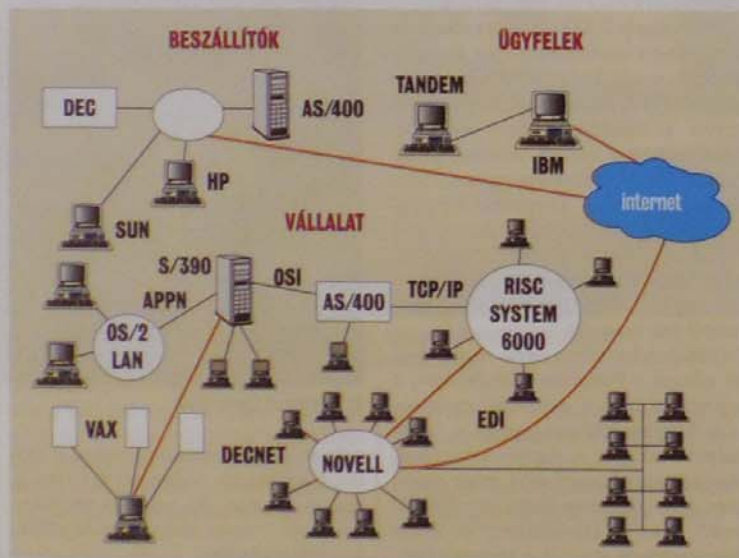 BESZÁLLÍTÓK
ÜGYFELEK
TANDEM
DEC
AS/400
IBM
HP
internet
SUN
VÁLLALAT
S/390
OSI
APPN
AS/400
TCP/IP
RISC
SYSTEM
6000
OS/2
LAN
EDI
VAX
DECNET
NOVELL